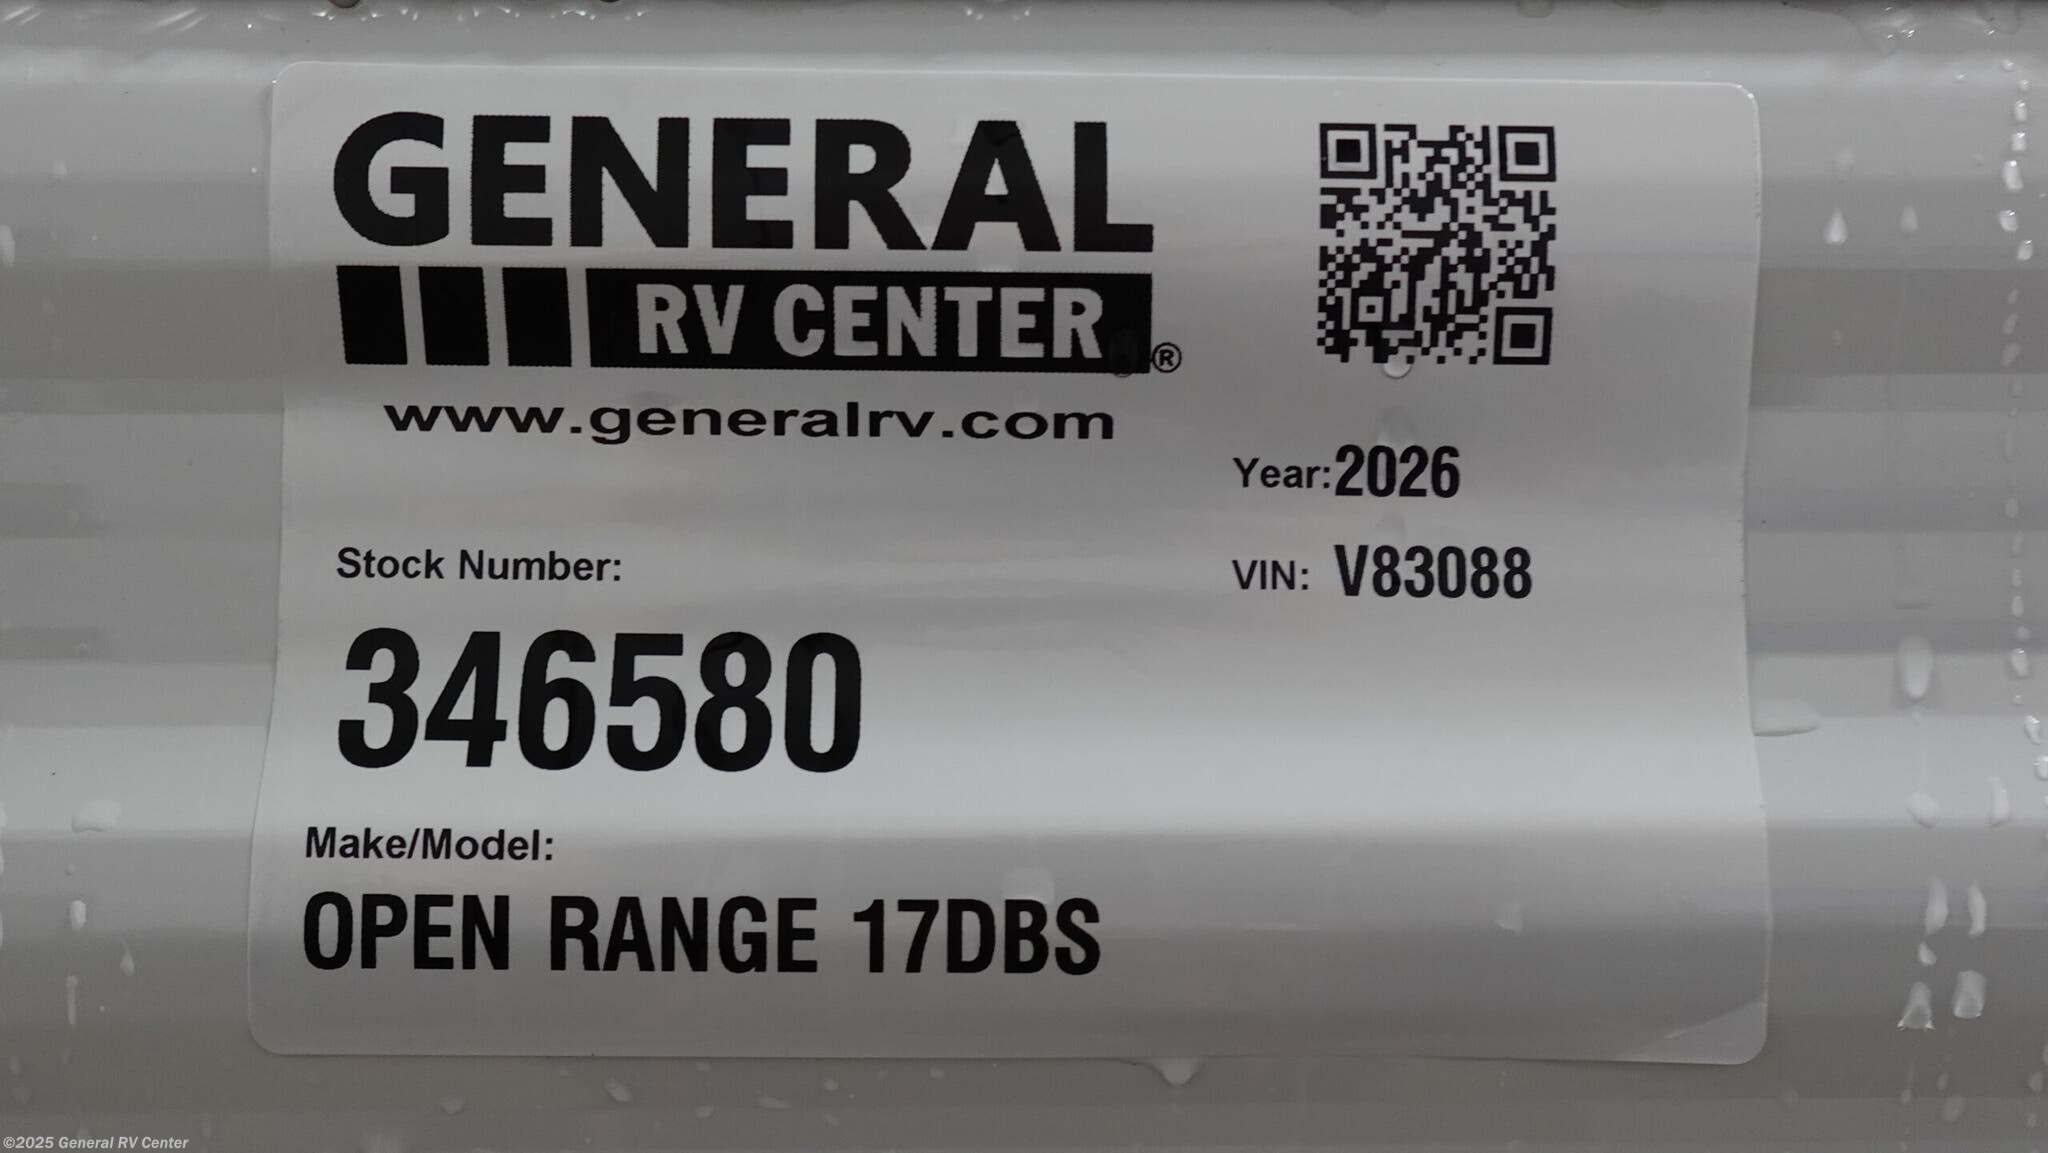 GENERAL
RV CENTER ®
www.generalrv.com
Year: 2026
VIN: V83088
Stock Number:
346580
Make/Model:
OPEN RANGE 17DBS
©2025 General RV Center